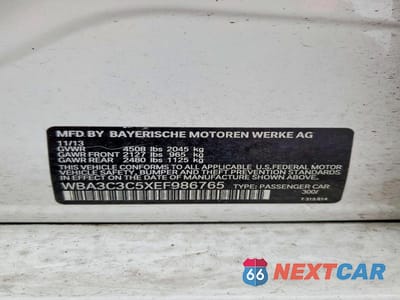 MFD.BY BAYERISCHE MOTOREN WERKE AG
11/13
GVWR 4508 lbs 2045 kg
GAWR FRONT 2127 lbs 965 kg
GAWR REAR 2480 lbs 1125 kg
THIS VEHICLE CONFORMS TO ALL APPLICABLE U.S. FEDERAL MOTOR
VEHICLE SAFETY, BUMPER, AND THEFT PREVENTION STANDARDS IN
EFFECT ON THE DATE OF MANUFACTURE SHOWN ABOVE.
WBA3C3C5XEF986765 TYPE: PASSENGER CAR
300/
66 NEXTCAR